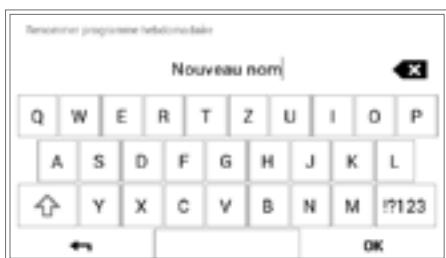 Renommer programme hebdomadaire
Nouveau nom
Q W E R T Z U I O P
A S D F G H J K L
Y X C V B N M !?123
OK